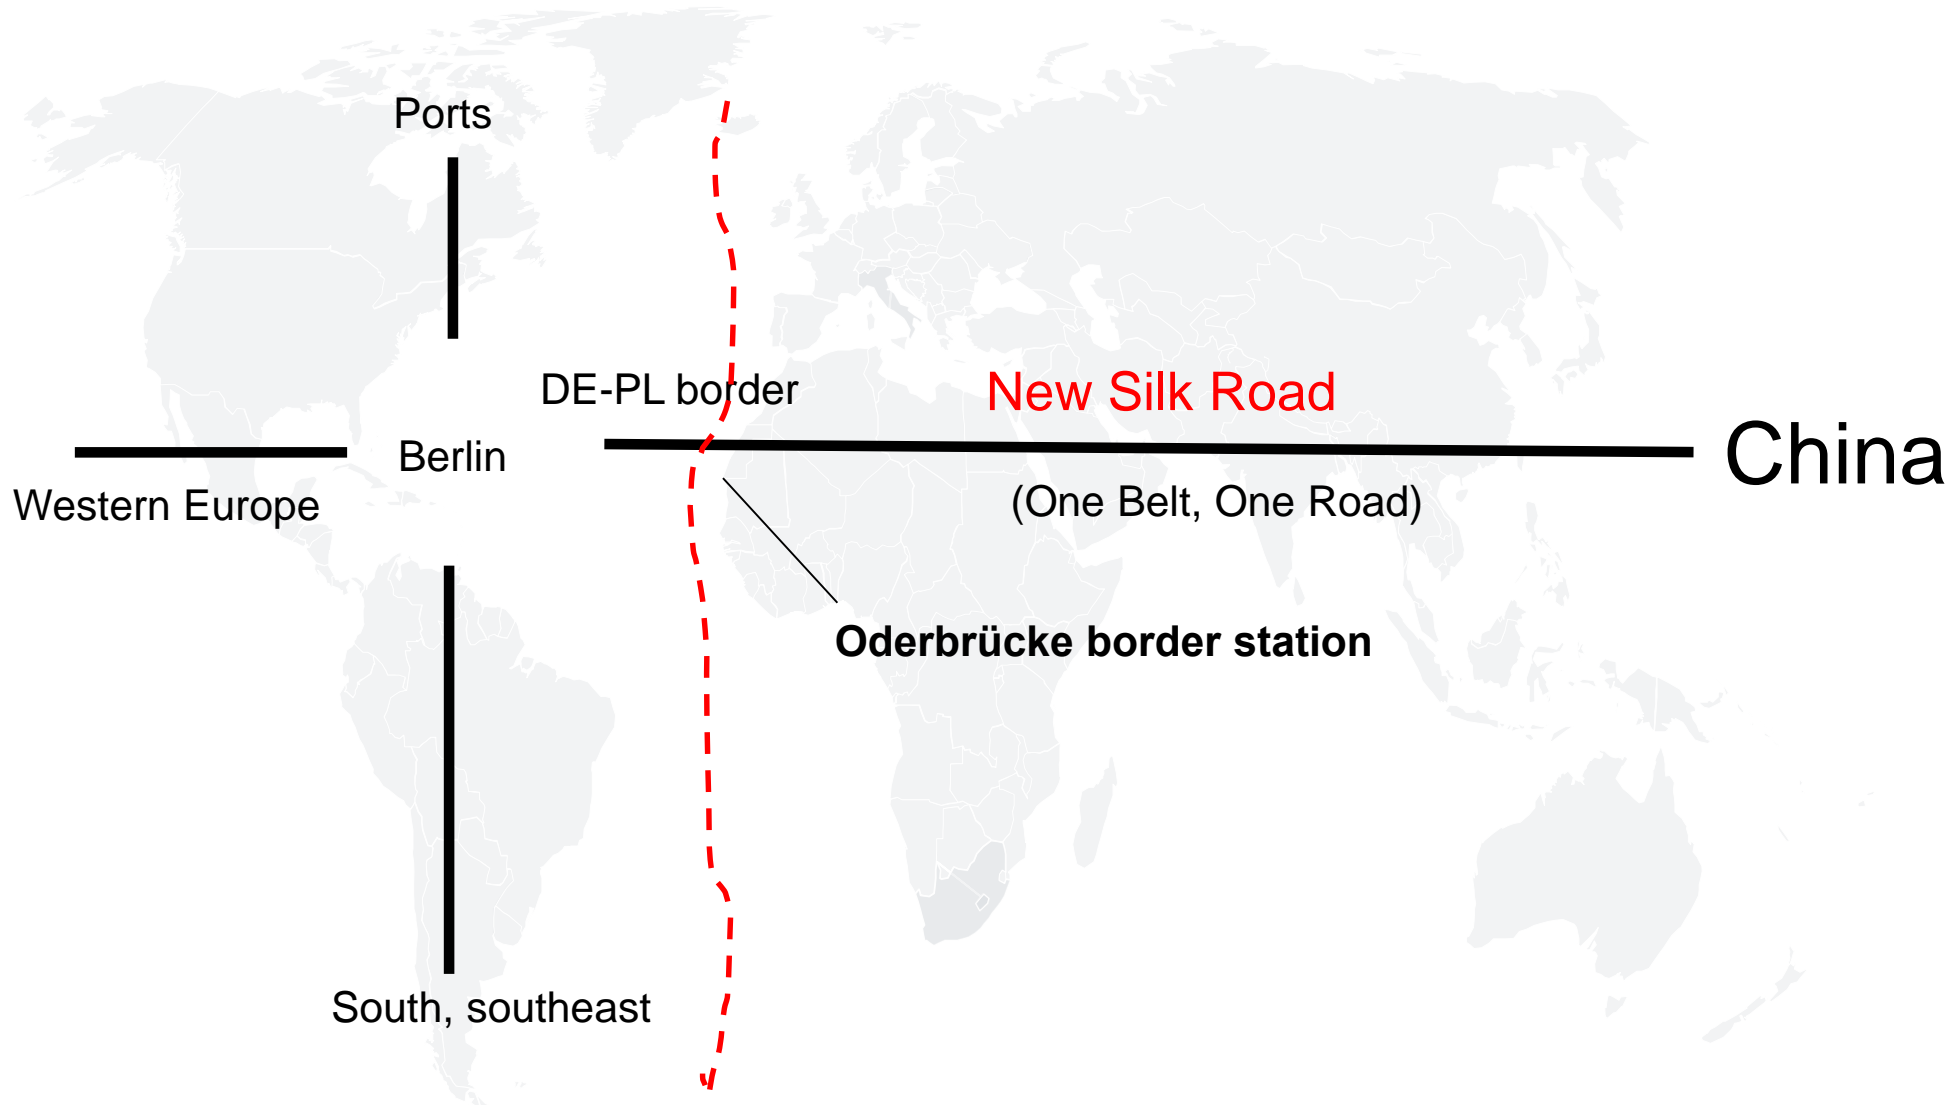 Ports
DE-PL border
New Silk Road
Berlin
China
Western Europe
(One Belt, One Road)
Oderbrücke border station
South, southeast